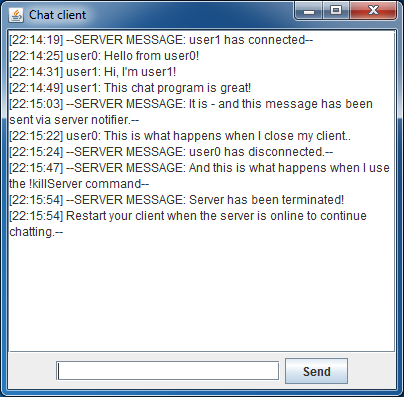 Chat client
[22:14:19] --SERVER MESSAGE: user1 has connected--
[22:14:25] user0: Hello from user0!
[22:14:31] user1: Hi, I'm user1!
[22:14:49] user1: This chat program is great!
[22:15:03] --SERVER MESSAGE: It is - and this message has been
sent via server notifier.--
[22:15:22] user0: This is what happens when I close my client..
[22:15:24] --SERVER MESSAGE: user0 has disconnected.--
[22:15:47] --SERVER MESSAGE: And this is what happens when I use
the !killServer command--
[22:15:54] --SERVER MESSAGE: Server has been terminated!
[22:15:54] Restart your client when the server is online to continue
chatting.--
Send